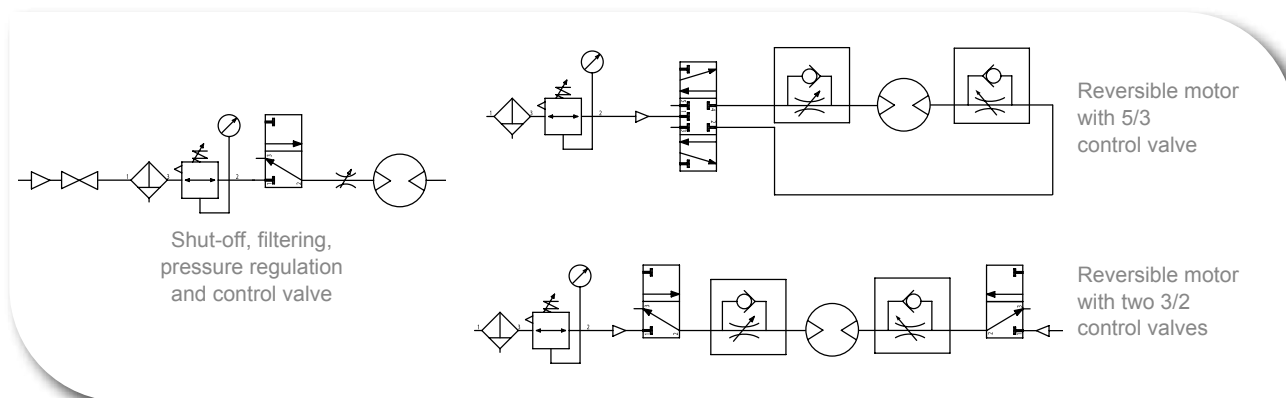 Shut-off, filtering,
pressure regulation
and control valve
Reversible motor
with 5/3
control valve
Reversible motor
with two 3/2
control valves